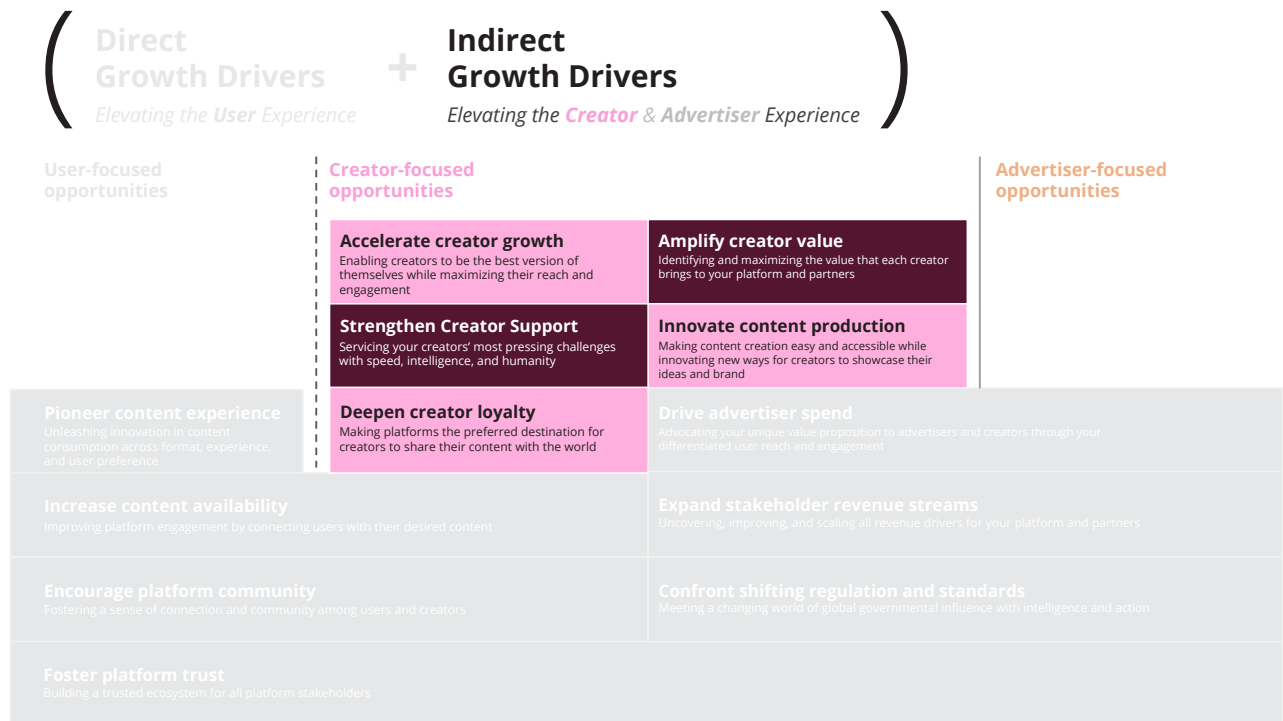 Direct
Growth Drivers
Elevating the User Experience
+
Indirect
Growth Drivers
Elevating the Creator & Advertiser Experience
User-focused
opportunities
Creator-focused
opportunities
Advertiser-focused
opportunities
Accelerate creator growth
Enabling creators to be the best version of
themselves while maximizing their reach and
engagement
Amplify creator value
Identifying and maximizing the value that each creator
brings to your platform and partners
Strengthen Creator Support
Servicing your creators’ most pressing challenges
with speed, intelligence, and humanity
Innovate content production
Making content creation easy and accessible while
innovating new ways for creators to showcase their
ideas and brand
Pioneer content experience
Unleashing innovation in content
consumption across format, experience,
and user preference
Deepen creator loyalty
Making platforms the preferred destination for
creators to share their content with the world
Drive advertiser spend
Advocating your unique value proposition to advertisers and creators through your
differentiated user reach and engagement
Increase content availability
Improving platform engagement by connecting users with their desired content
Expand stakeholder revenue streams
Uncovering, improving, and scaling all revenue drivers for your platform and partners
Encourage platform community
Fostering a sense of connection and community among users and creators
Confront shifting regulation and standards
Meeting a changing world of global governmental influence with intelligence and action
Foster platform trust
Building a trusted ecosystem for all platform stakeholders